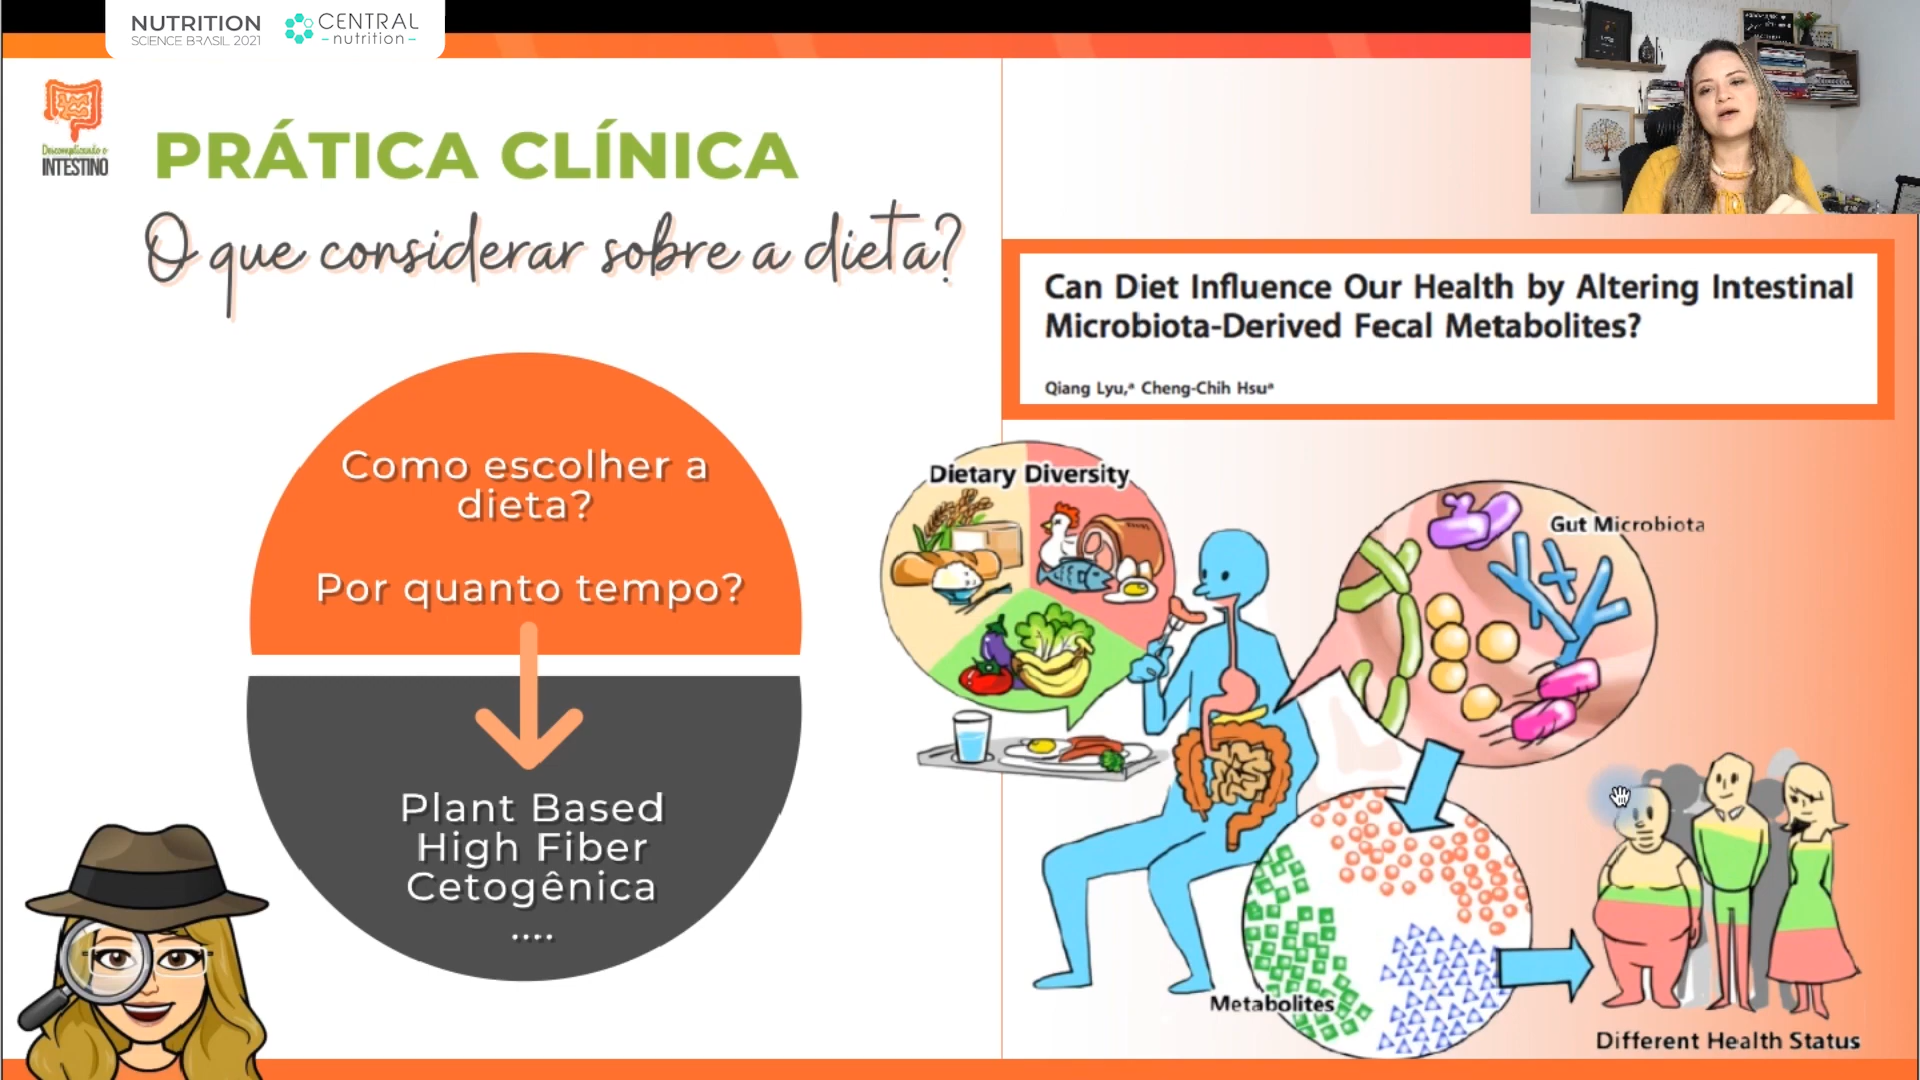 NUTRITION
SCIENCE BRASIL 2021
CENTRAL
nutrition
Descomplicando o
INTESTINO
PRÁTICA CLÍNICA
O que considerar sobre a dieta?
Como escolher a
dieta?
Por quanto tempo?
Plant Based
High Fiber
Cetogênica
....
Can Diet Influence Our Health by Altering Intestinal
Microbiota-Derived Fecal Metabolites?
Qiang Lyu,ᵃ Cheng-Chih Hsuᵃ
Dietary Diversity
Gut Microbiota
Metabolites
Different Health Status